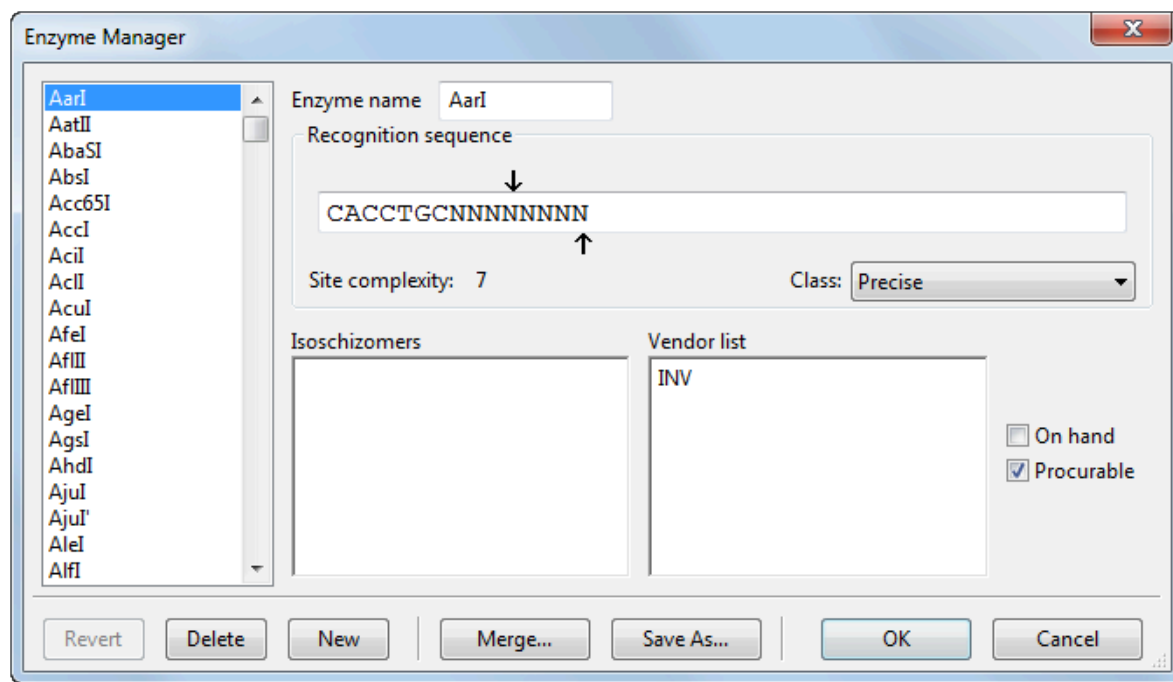 Enzyme Manager
AarI
AatII
AbaSI
AbsI
Acc65I
AccI
AciI
AclI
AcuI
AfeI
AflII
AflIII
AgeI
AgsI
AhdI
AjuI
AjuI'
AleI
AlfI
Enzyme name AarI
Recognition sequence
↓
CACCTGCNNNNNNNN
↑
Site complexity: 7 Class: Precise
Isoschizomers Vendor list
INV
On hand
Procurable
Revert Delete New Merge... Save As... OK Cancel